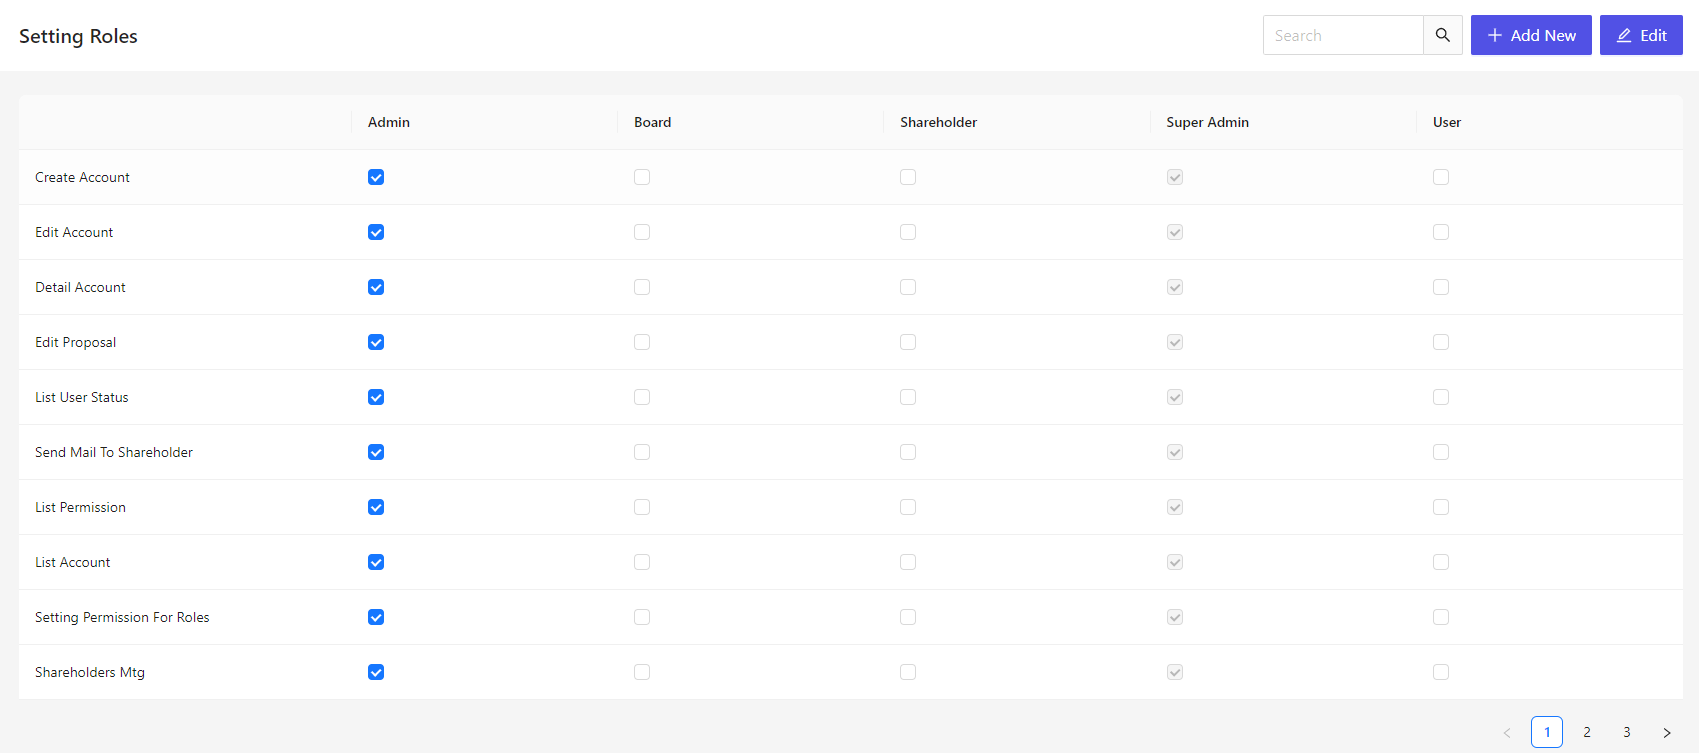 Setting Roles
Search
Add New
Edit
Admin Board Shareholder Super Admin User
Create Account
Edit Account
Detail Account
Edit Proposal
List User Status
Send Mail To Shareholder
List Permission
List Account
Setting Permission For Roles
Shareholders Mtg
1 2 3